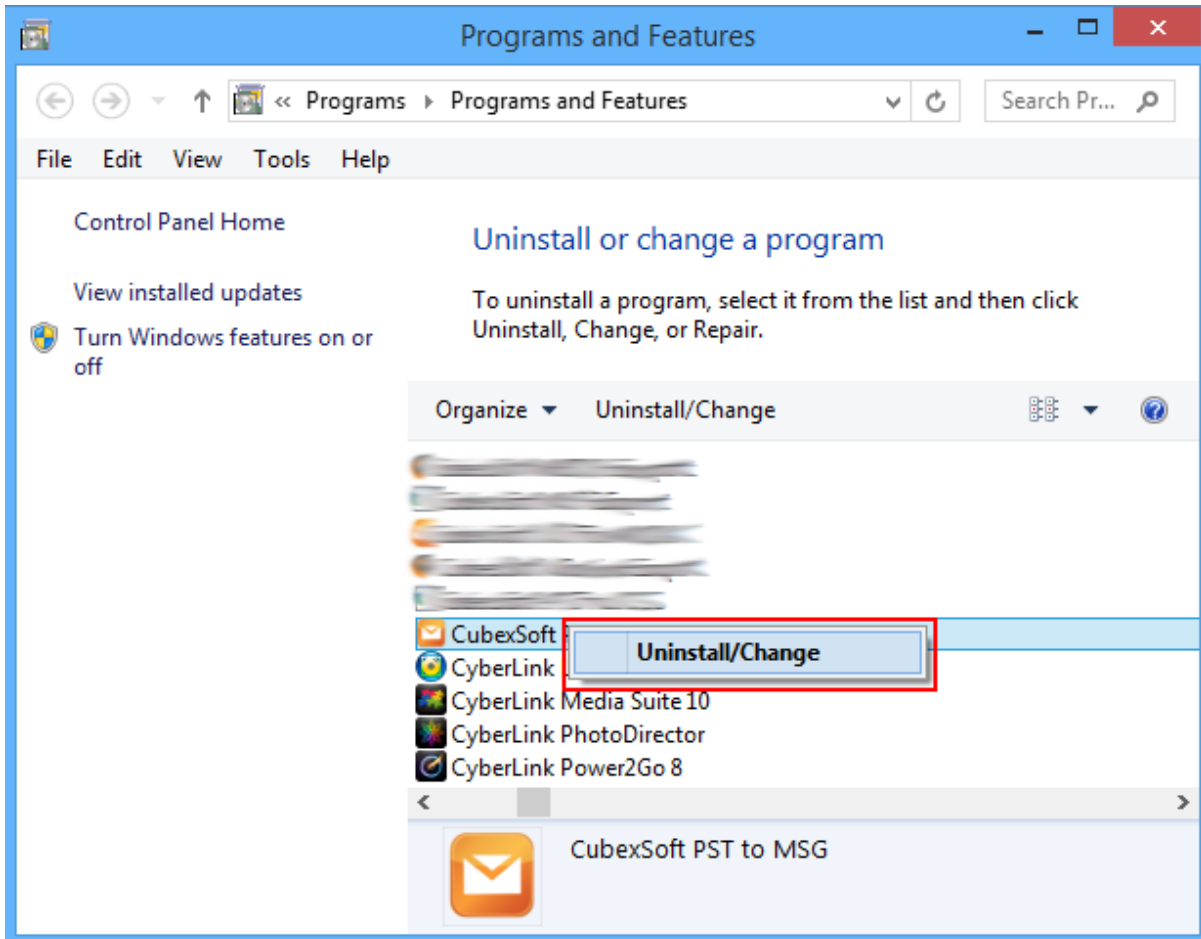 Programs and Features
« Programs ▸ Programs and Features
Search Pr...
File Edit View Tools Help
Control Panel Home
View installed updates
Turn Windows features on or
off
Uninstall or change a program
To uninstall a program, select it from the list and then click
Uninstall, Change, or Repair.
Organize Uninstall/Change
CubexSoft
Uninstall/Change
CyberLink
CyberLink Media Suite 10
CyberLink PhotoDirector
CyberLink Power2Go 8
CubexSoft PST to MSG